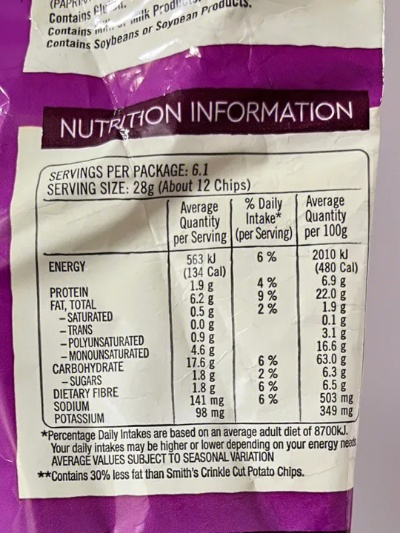 (PAPRIKA
Contains
Contains Milk Products.
Contains Soybeans or Soybean Products.
NUTRITION INFORMATION
SERVINGS PER PACKAGE: 6.1
SERVING SIZE: 28g (About 12 Chips)
Average Quantity per Serving % Daily Intake* (per Serving) Average Quantity per 100g
ENERGY 563 kJ 6 % 2010 kJ
(134 Cal) (480 Cal)
PROTEIN 1.9 g 4 % 6.9 g
FAT, TOTAL 6.2 g 9 % 22.0 g
– SATURATED 0.5 g 2 % 1.9 g
– TRANS 0.0 g 0.1 g
– POLYUNSATURATED 0.9 g 3.1 g
– MONOUNSATURATED 4.6 g 16.6 g
CARBOHYDRATE 17.6 g 6 % 63.0 g
– SUGARS 1.8 g 2 % 6.3 g
DIETARY FIBRE 1.8 g 6 % 6.5 g
SODIUM 141 mg 6 % 503 mg
POTASSIUM 98 mg 349 mg
*Percentage Daily Intakes are based on an average adult diet of 8700kJ.
Your daily intakes may be higher or lower depending on your energy needs
AVERAGE VALUES SUBJECT TO SEASONAL VARIATION
**Contains 30% less fat than Smith's Crinkle Cut Potato Chips.